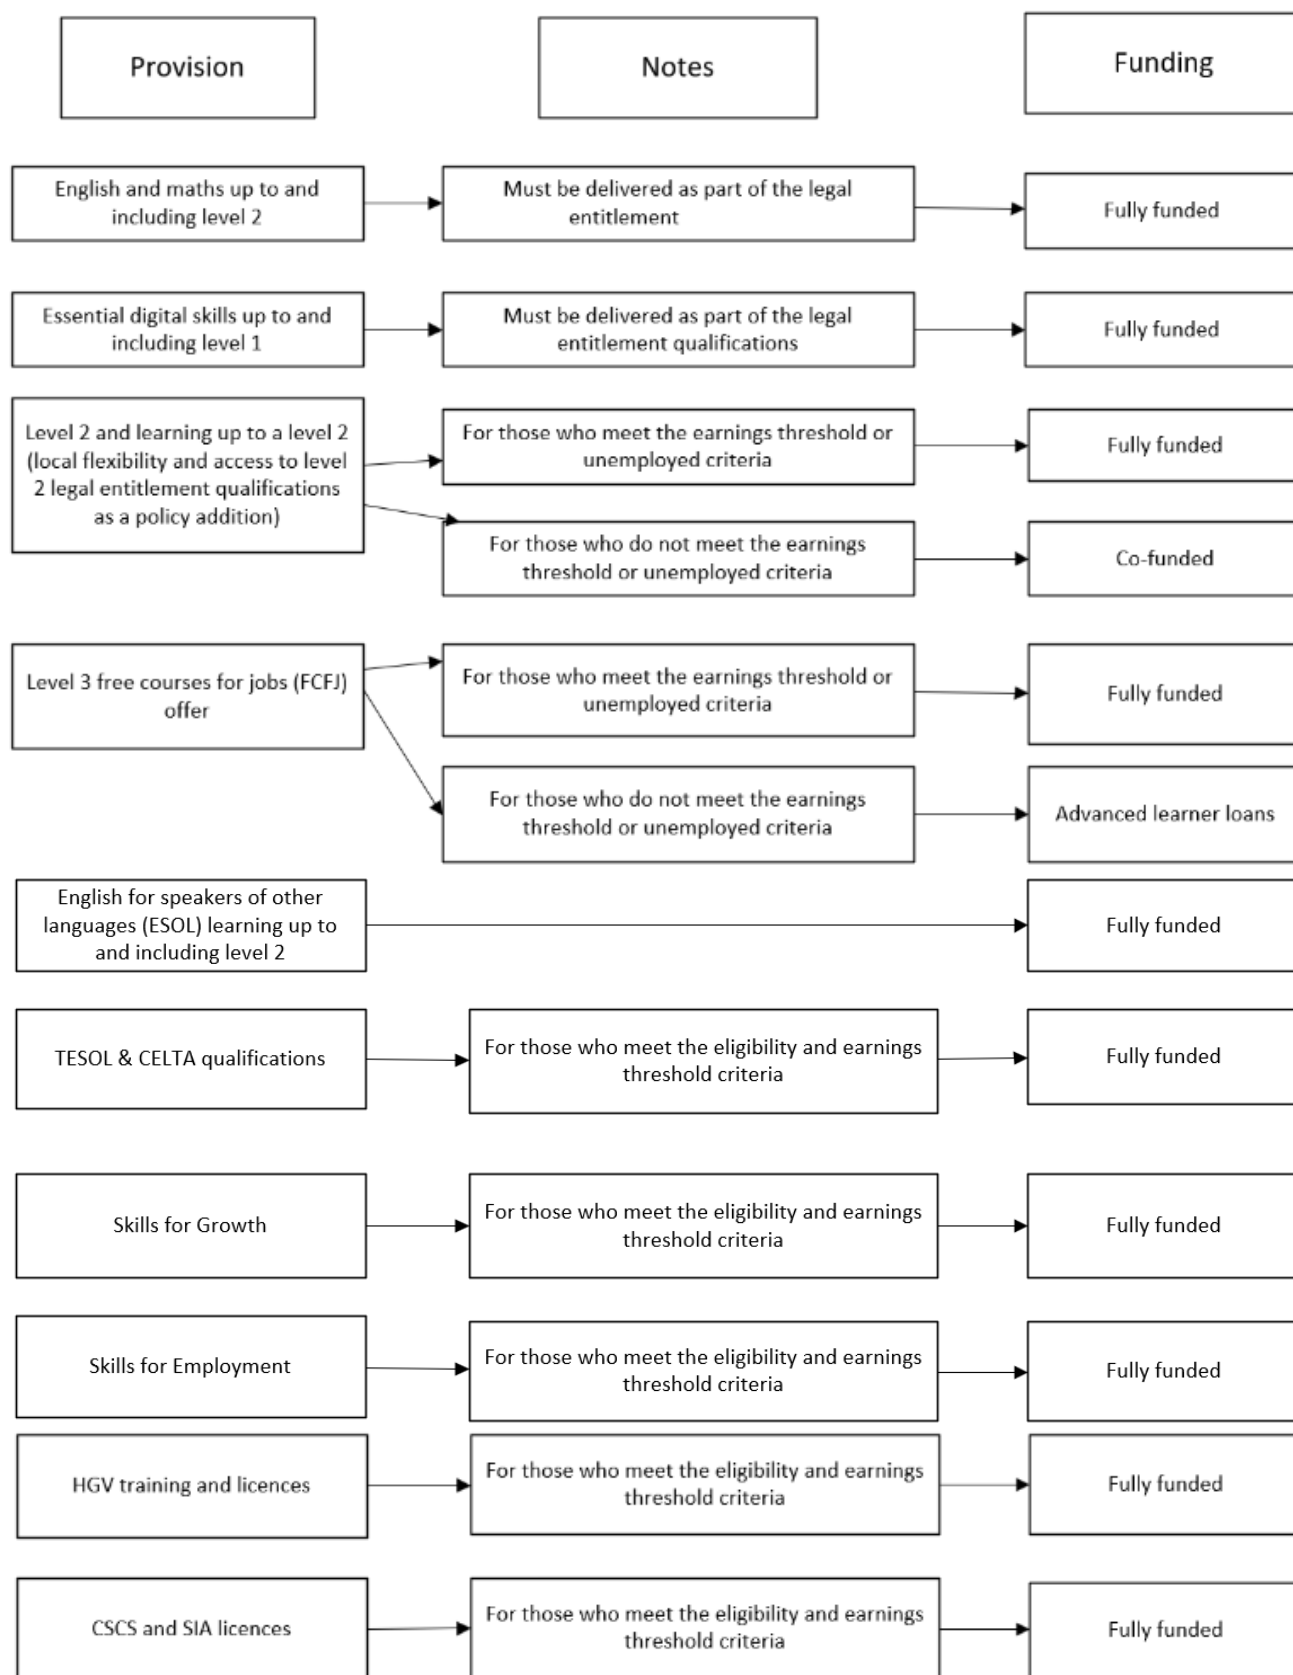 Provision
Notes
Funding
English and maths up to and
including level 2
Must be delivered as part of the legal
entitlement
Fully funded
Essential digital skills up to and
including level 1
Must be delivered as part of the legal
entitlement qualifications
Fully funded
Level 2 and learning up to a level 2
(local flexibility and access to level
2 legal entitlement qualifications
as a policy addition)
For those who meet the earnings threshold or
unemployed criteria
Fully funded
For those who do not meet the earnings
threshold or unemployed criteria
Co-funded
Level 3 free courses for jobs (FCFJ)
offer
For those who meet the earnings threshold or
unemployed criteria
Fully funded
For those who do not meet the earnings
threshold or unemployed criteria
Advanced learner loans
English for speakers of other
languages (ESOL) learning up to
and including level 2
Fully funded
TESOL & CELTA qualifications
For those who meet the eligibility and earnings
threshold criteria
Fully funded
Skills for Growth
For those who meet the eligibility and earnings
threshold criteria
Fully funded
Skills for Employment
For those who meet the eligibility and earnings
threshold criteria
Fully funded
HGV training and licences
For those who meet the eligibility and earnings
threshold criteria
Fully funded
CSCS and SIA licences
For those who meet the eligibility and earnings
threshold criteria
Fully funded